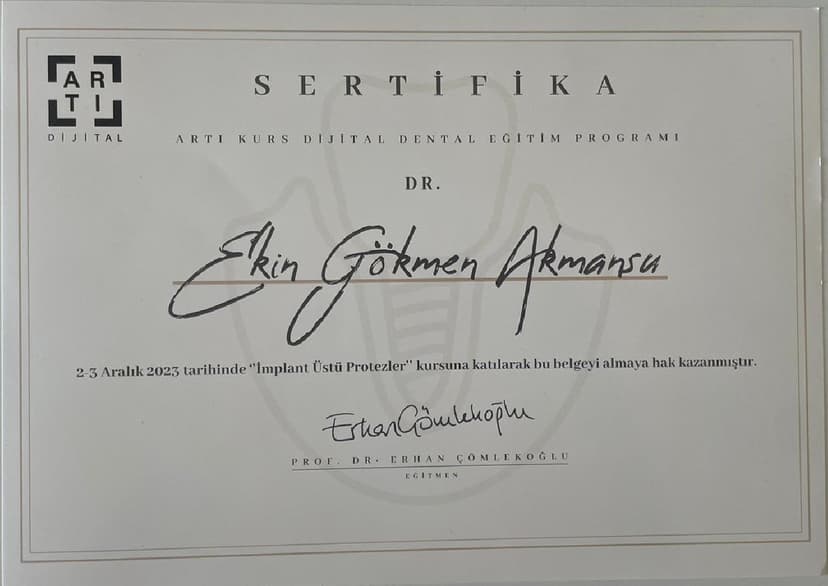 ARTI
DİJİTAL
SERTİFİKA
ARTI KURS DİJİTAL DENTAL EĞİTİM PROGRAMI
DR.
Ekin Gökmen Akmansu
2-3 Aralık 2023 tarihinde "İmplant Üstü Protezler" kursuna katılarak bu belgeyi almaya hak kazanmıştır.
Erhan Çömlekoğlu
PROF. DR. ERHAN ÇÖMLEKOĞLU
EĞİTMEN